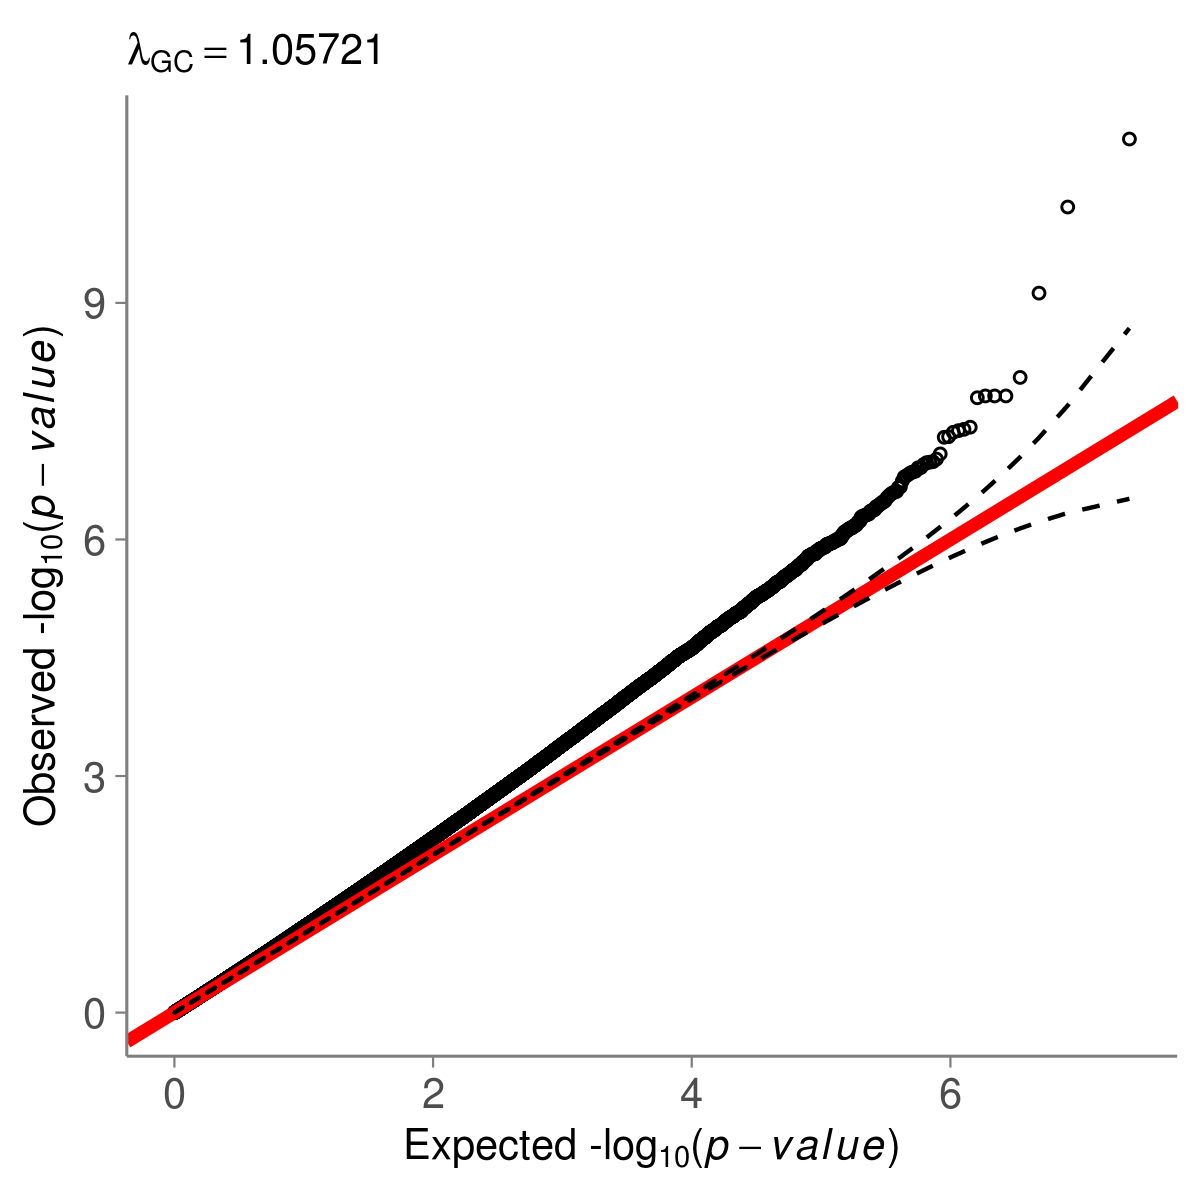 λGC = 1.05721
Observed -log10(p − value)
9
6
3
0
0 2 4 6
Expected -log10(p − value)